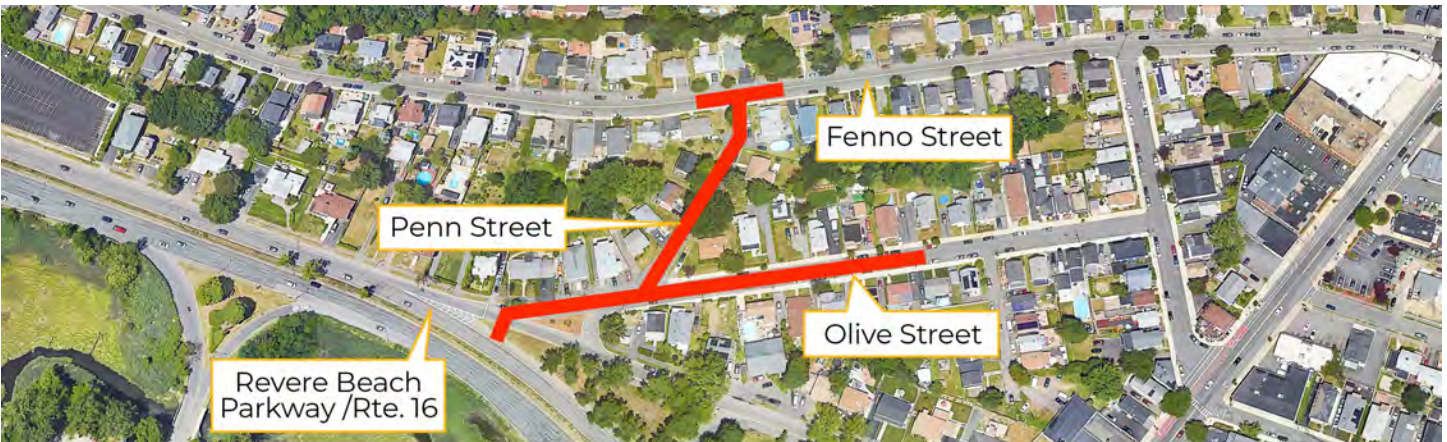 Fenno Street
Penn Street
Olive Street
Revere Beach
Parkway /Rte. 16